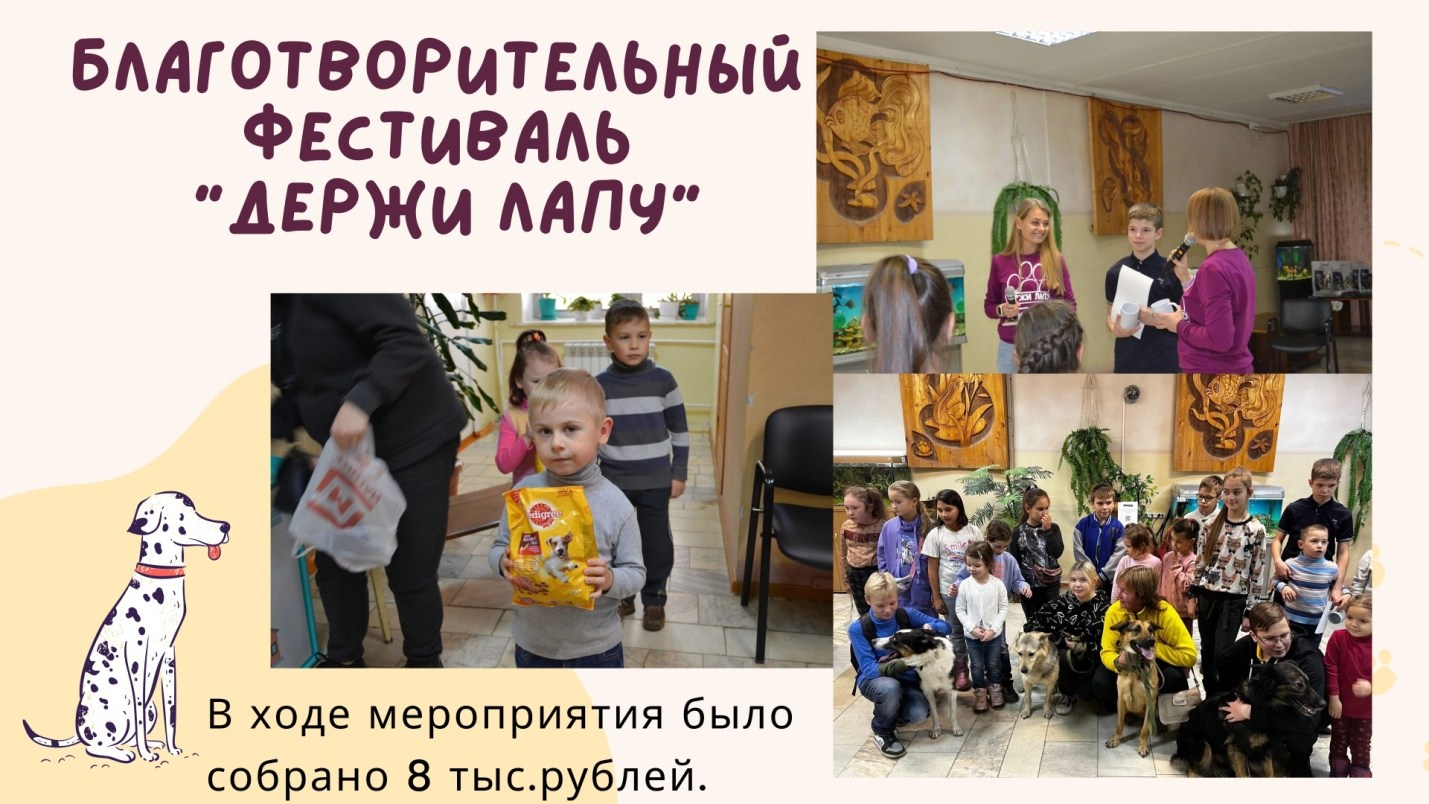 БЛАГОТВОРИТЕЛЬНЫЙ
ФЕСТИВАЛЬ
"ДЕРЖИ ЛАПУ"
В ходе мероприятия было
собрано 8 тыс.рублей.